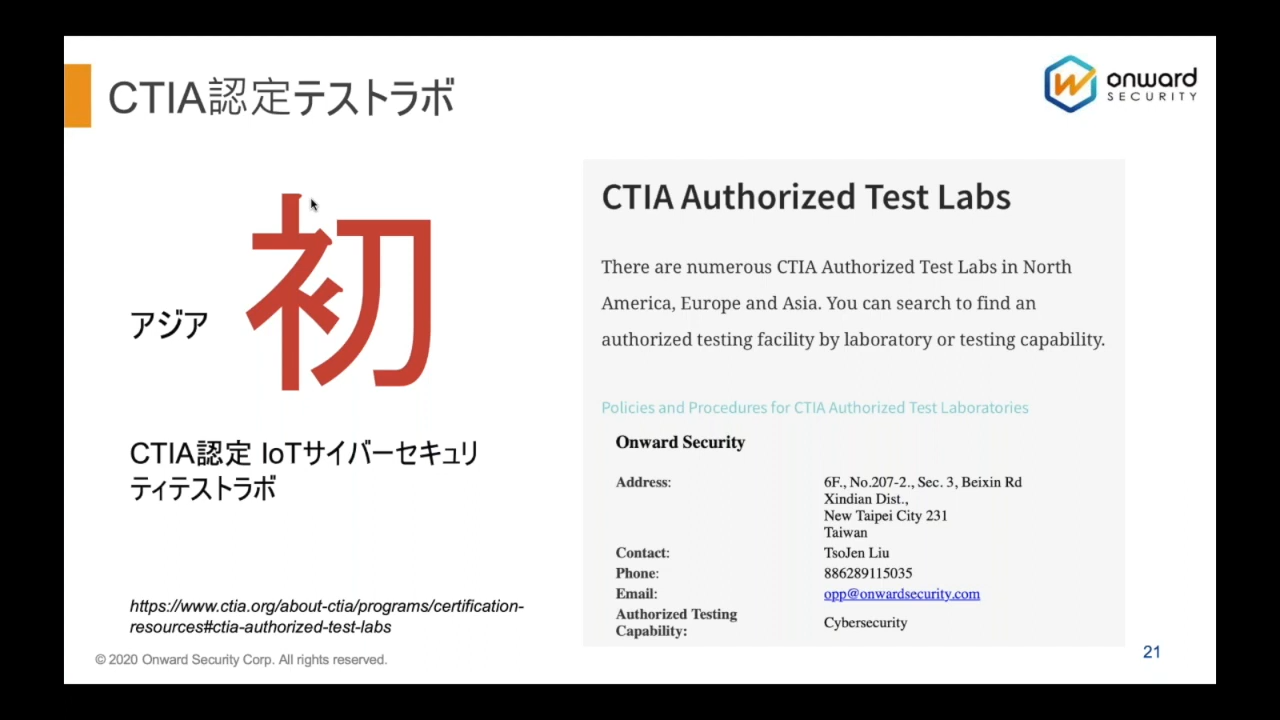 CTIA認定テストラボ
onward
SECURITY
アジア
初
CTIA認定 IoTサイバーセキュリ
ティテストラボ
https://www.ctia.org/about-ctia/programs/certification-
resources#ctia-authorized-test-labs
CTIA Authorized Test Labs
There are numerous CTIA Authorized Test Labs in North
America, Europe and Asia. You can search to find an
authorized testing facility by laboratory or testing capability.
Policies and Procedures for CTIA Authorized Test Laboratories
Onward Security
Address: 6F., No.207-2., Sec. 3, Beixin Rd
Xindian Dist.,
New Taipei City 231
Taiwan
Contact: TsoJen Liu
Phone: 886289115035
Email: opp@onwardsecurity.com
Authorized Testing
Capability: Cybersecurity
© 2020 Onward Security Corp. All rights reserved.
21